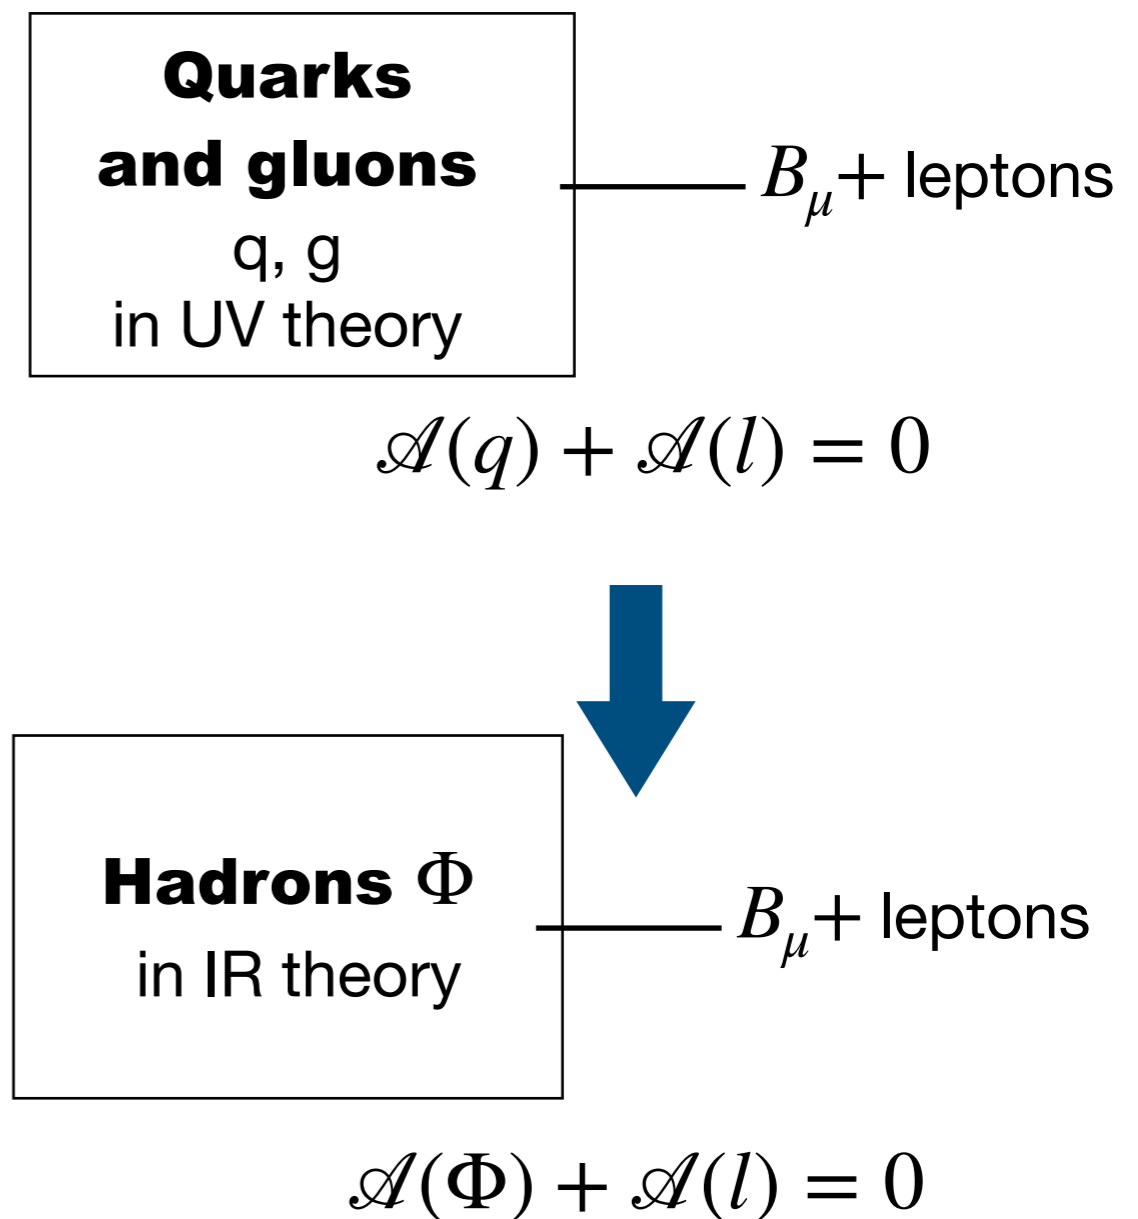 Quarks
and gluons
q, g
in UV theory
B_μ + leptons
𝒜(q) + 𝒜(l) = 0
Hadrons Φ
in IR theory
B_μ + leptons
𝒜(Φ) + 𝒜(l) = 0